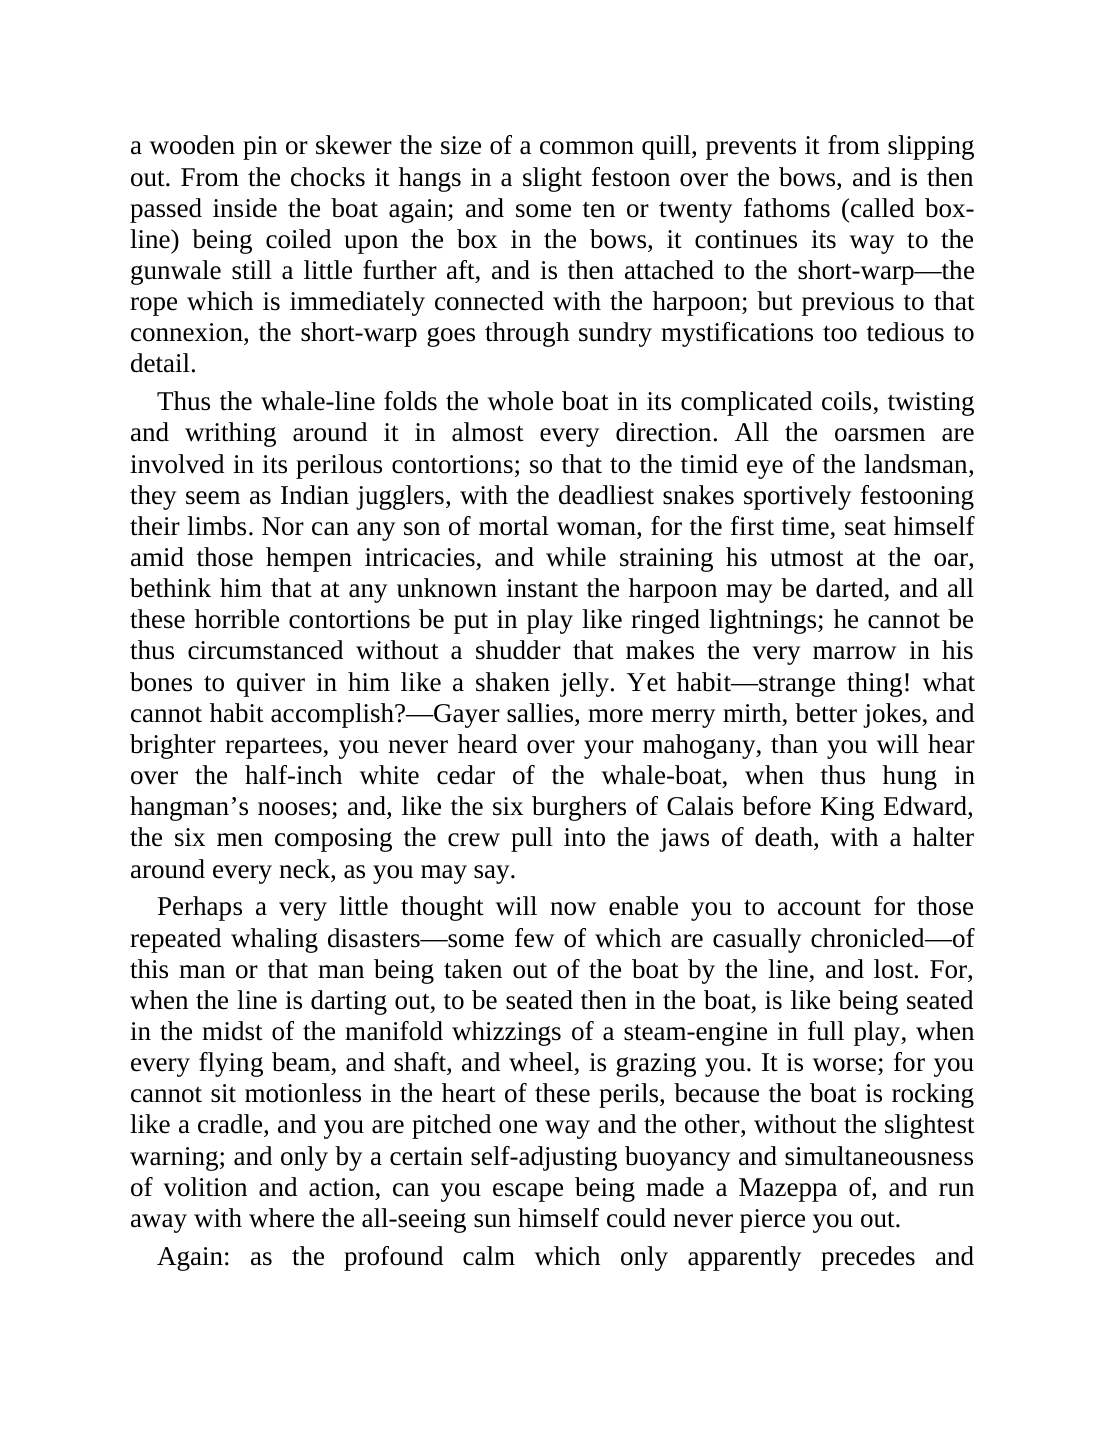 a wooden pin or skewer the size of a common quill, prevents it from slipping
out. From the chocks it hangs in a slight festoon over the bows, and is then
passed inside the boat again; and some ten or twenty fathoms (called box-
line) being coiled upon the box in the bows, it continues its way to the
gunwale still a little further aft, and is then attached to the short-warp—the
rope which is immediately connected with the harpoon; but previous to that
connexion, the short-warp goes through sundry mystifications too tedious to
detail.
Thus the whale-line folds the whole boat in its complicated coils, twisting
and writhing around it in almost every direction. All the oarsmen are
involved in its perilous contortions; so that to the timid eye of the landsman,
they seem as Indian jugglers, with the deadliest snakes sportively festooning
their limbs. Nor can any son of mortal woman, for the first time, seat himself
amid those hempen intricacies, and while straining his utmost at the oar,
bethink him that at any unknown instant the harpoon may be darted, and all
these horrible contortions be put in play like ringed lightnings; he cannot be
thus circumstanced without a shudder that makes the very marrow in his
bones to quiver in him like a shaken jelly. Yet habit—strange thing! what
cannot habit accomplish?—Gayer sallies, more merry mirth, better jokes, and
brighter repartees, you never heard over your mahogany, than you will hear
over the half-inch white cedar of the whale-boat, when thus hung in
hangman’s nooses; and, like the six burghers of Calais before King Edward,
the six men composing the crew pull into the jaws of death, with a halter
around every neck, as you may say.
Perhaps a very little thought will now enable you to account for those
repeated whaling disasters—some few of which are casually chronicled—of
this man or that man being taken out of the boat by the line, and lost. For,
when the line is darting out, to be seated then in the boat, is like being seated
in the midst of the manifold whizzings of a steam-engine in full play, when
every flying beam, and shaft, and wheel, is grazing you. It is worse; for you
cannot sit motionless in the heart of these perils, because the boat is rocking
like a cradle, and you are pitched one way and the other, without the slightest
warning; and only by a certain self-adjusting buoyancy and simultaneousness
of volition and action, can you escape being made a Mazeppa of, and run
away with where the all-seeing sun himself could never pierce you out.
Again: as the profound calm which only apparently precedes and